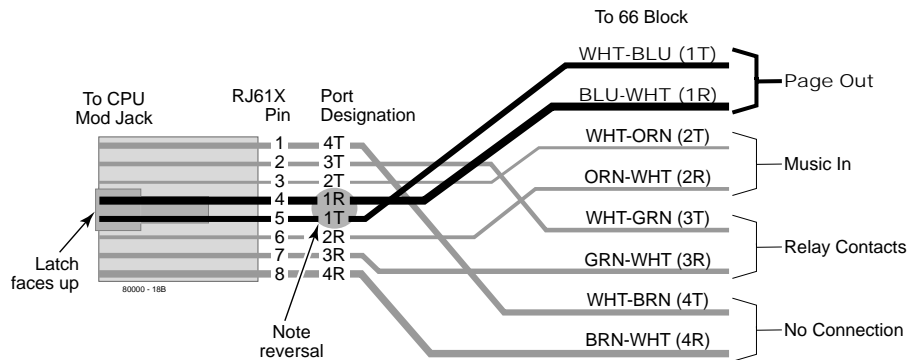 To 66 Block
WHT-BLU (1T)
BLU-WHT (1R)
Page Out
To CPU
Mod Jack
RJ61X
Pin
Port
Designation
1 4T
2 3T
3 2T
4 1R
5 1T
6 2R
7 3R
8 4R
WHT-ORN (2T)
ORN-WHT (2R)
Music In
WHT-GRN (3T)
GRN-WHT (3R)
Relay Contacts
WHT-BRN (4T)
BRN-WHT (4R)
No Connection
Latch
faces up
80000 - 18B
Note
reversal